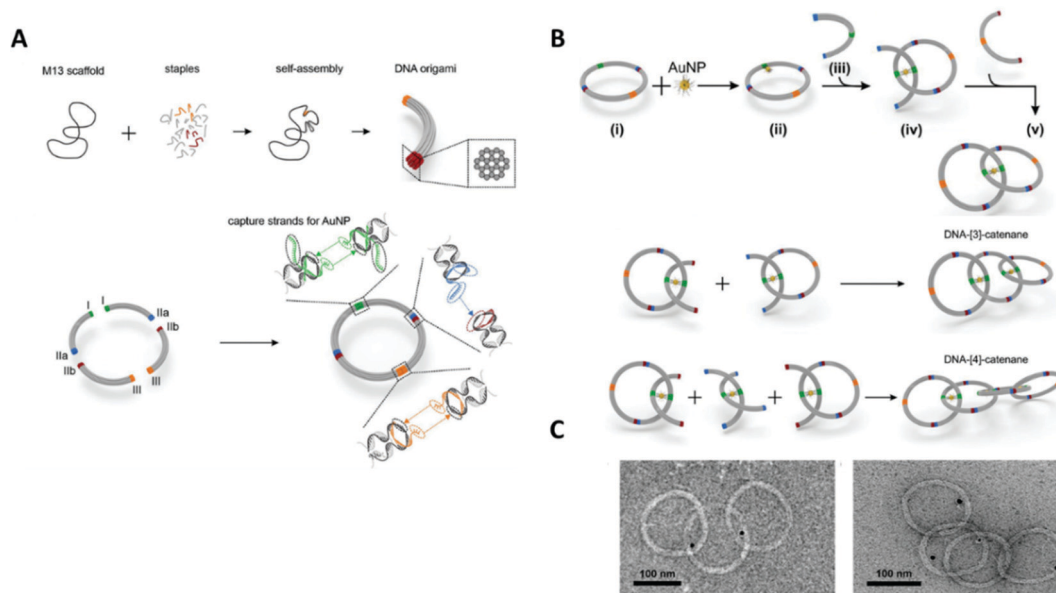 A
M13 scaffold
staples
self-assembly
DNA origami
+
capture strands for AuNP
I
I
IIa
IIb
IIa
IIb
III
III
B
AuNP
+
(iii)
(i)
(ii)
(iv)
(v)
DNA-[3]-catenane
+
DNA-[4]-catenane
+
+
C
100 nm
100 nm